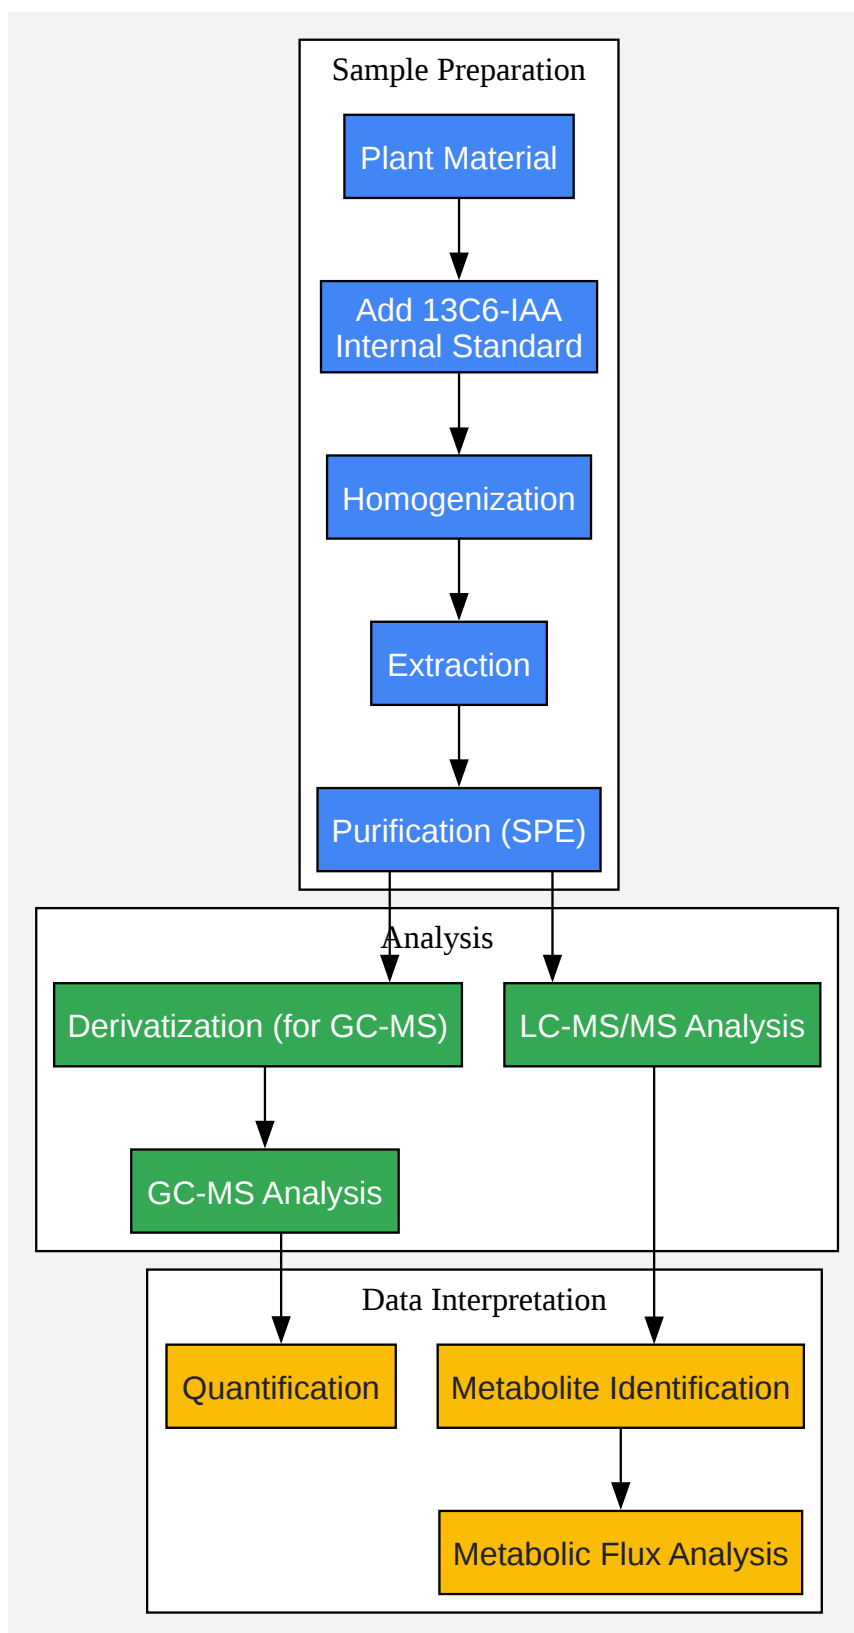 Sample Preparation
Plant Material
Add 13C6-IAA
Internal Standard
Homogenization
Extraction
Purification (SPE)
Analysis
Derivatization (for GC-MS)
LC-MS/MS Analysis
GC-MS Analysis
Data Interpretation
Quantification
Metabolite Identification
Metabolic Flux Analysis